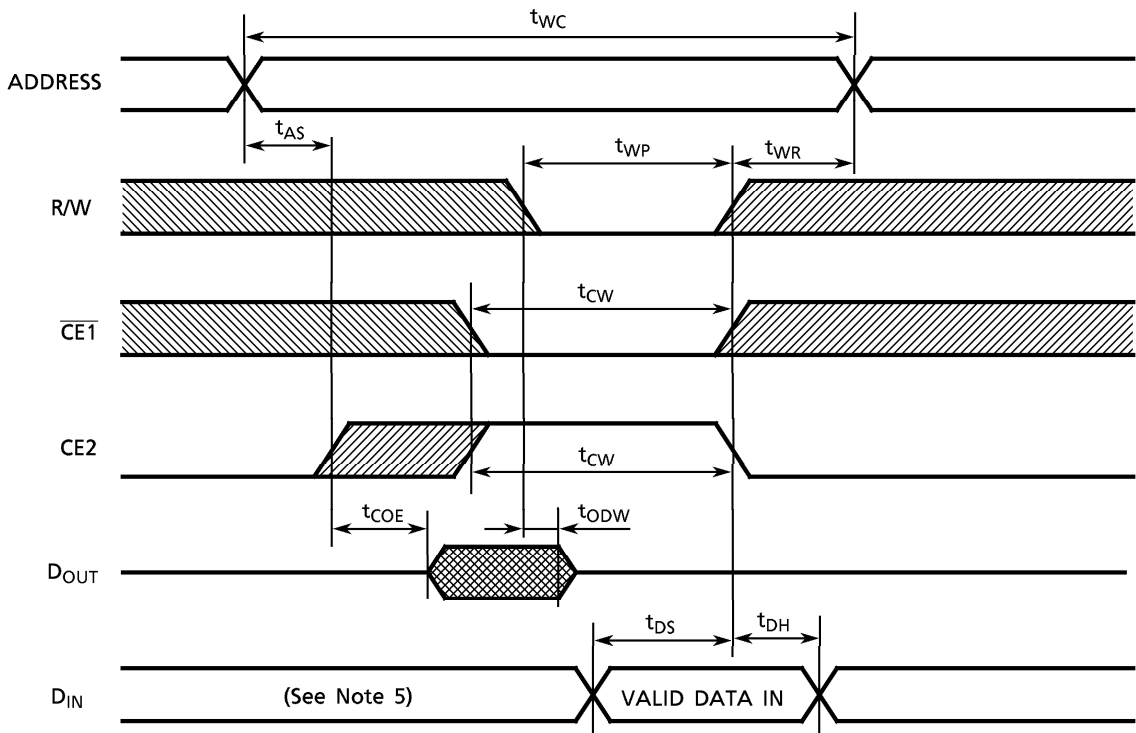 tWC
ADDRESS
tAS
tWP
tWR
R/W
tCW
CE1
CE2
tCW
tCOE
tODW
DOUT
tDS
tDH
DIN
(See Note 5)
VALID DATA IN